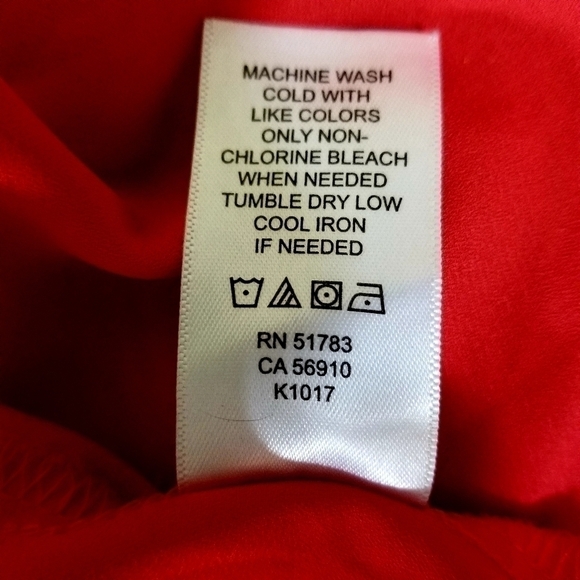 MACHINE WASH
COLD WITH
LIKE COLORS
ONLY NON-
CHLORINE BLEACH
WHEN NEEDED
TUMBLE DRY LOW
COOL IRON
IF NEEDED
RN 51783
CA 56910
K1017